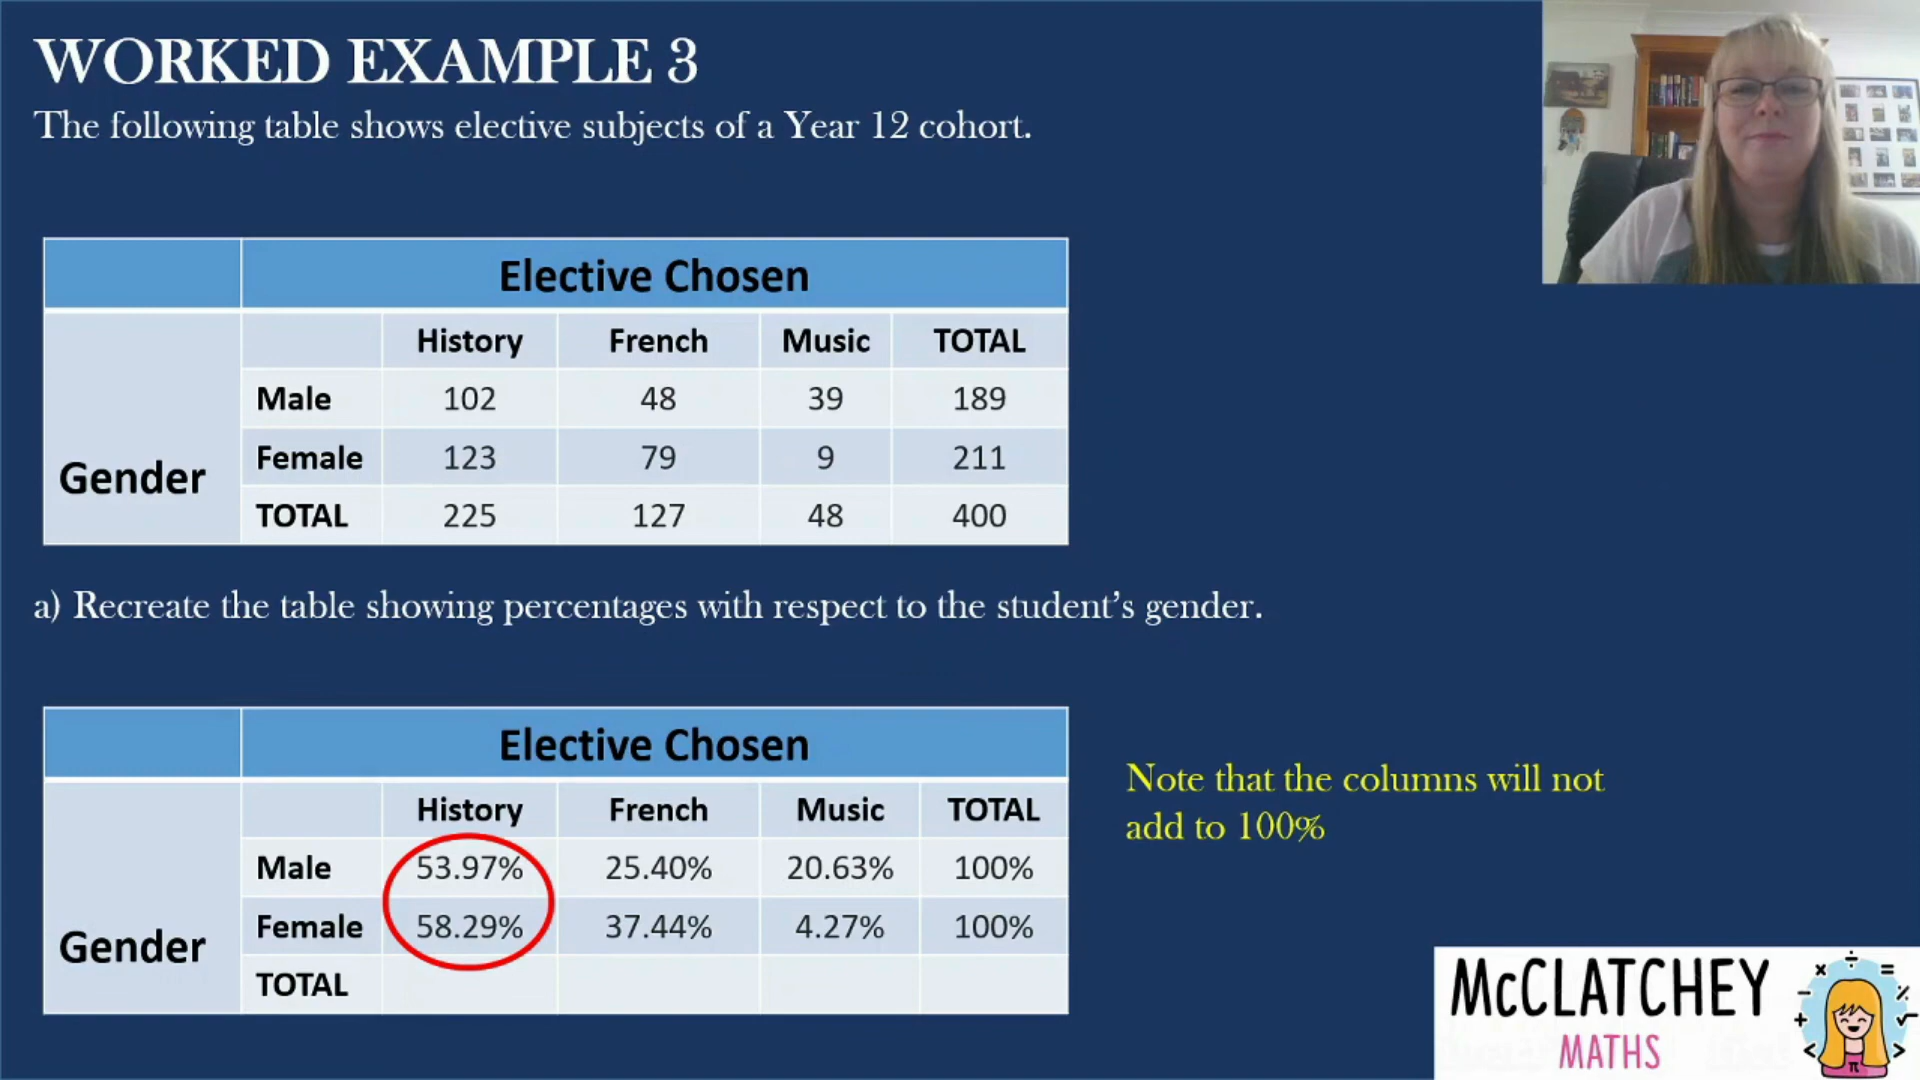 WORKED EXAMPLE 3
The following table shows elective subjects of a Year 12 cohort.
Elective Chosen
History French Music TOTAL
Male 102 48 39 189
Female 123 79 9 211
Gender
TOTAL 225 127 48 400
a) Recreate the table showing percentages with respect to the student's gender.
Elective Chosen
History French Music TOTAL
Male 53.97% 25.40% 20.63% 100%
Female 58.29% 37.44% 4.27% 100%
Gender
TOTAL
Note that the columns will not
add to 100%
McCLATCHEY
MATHS